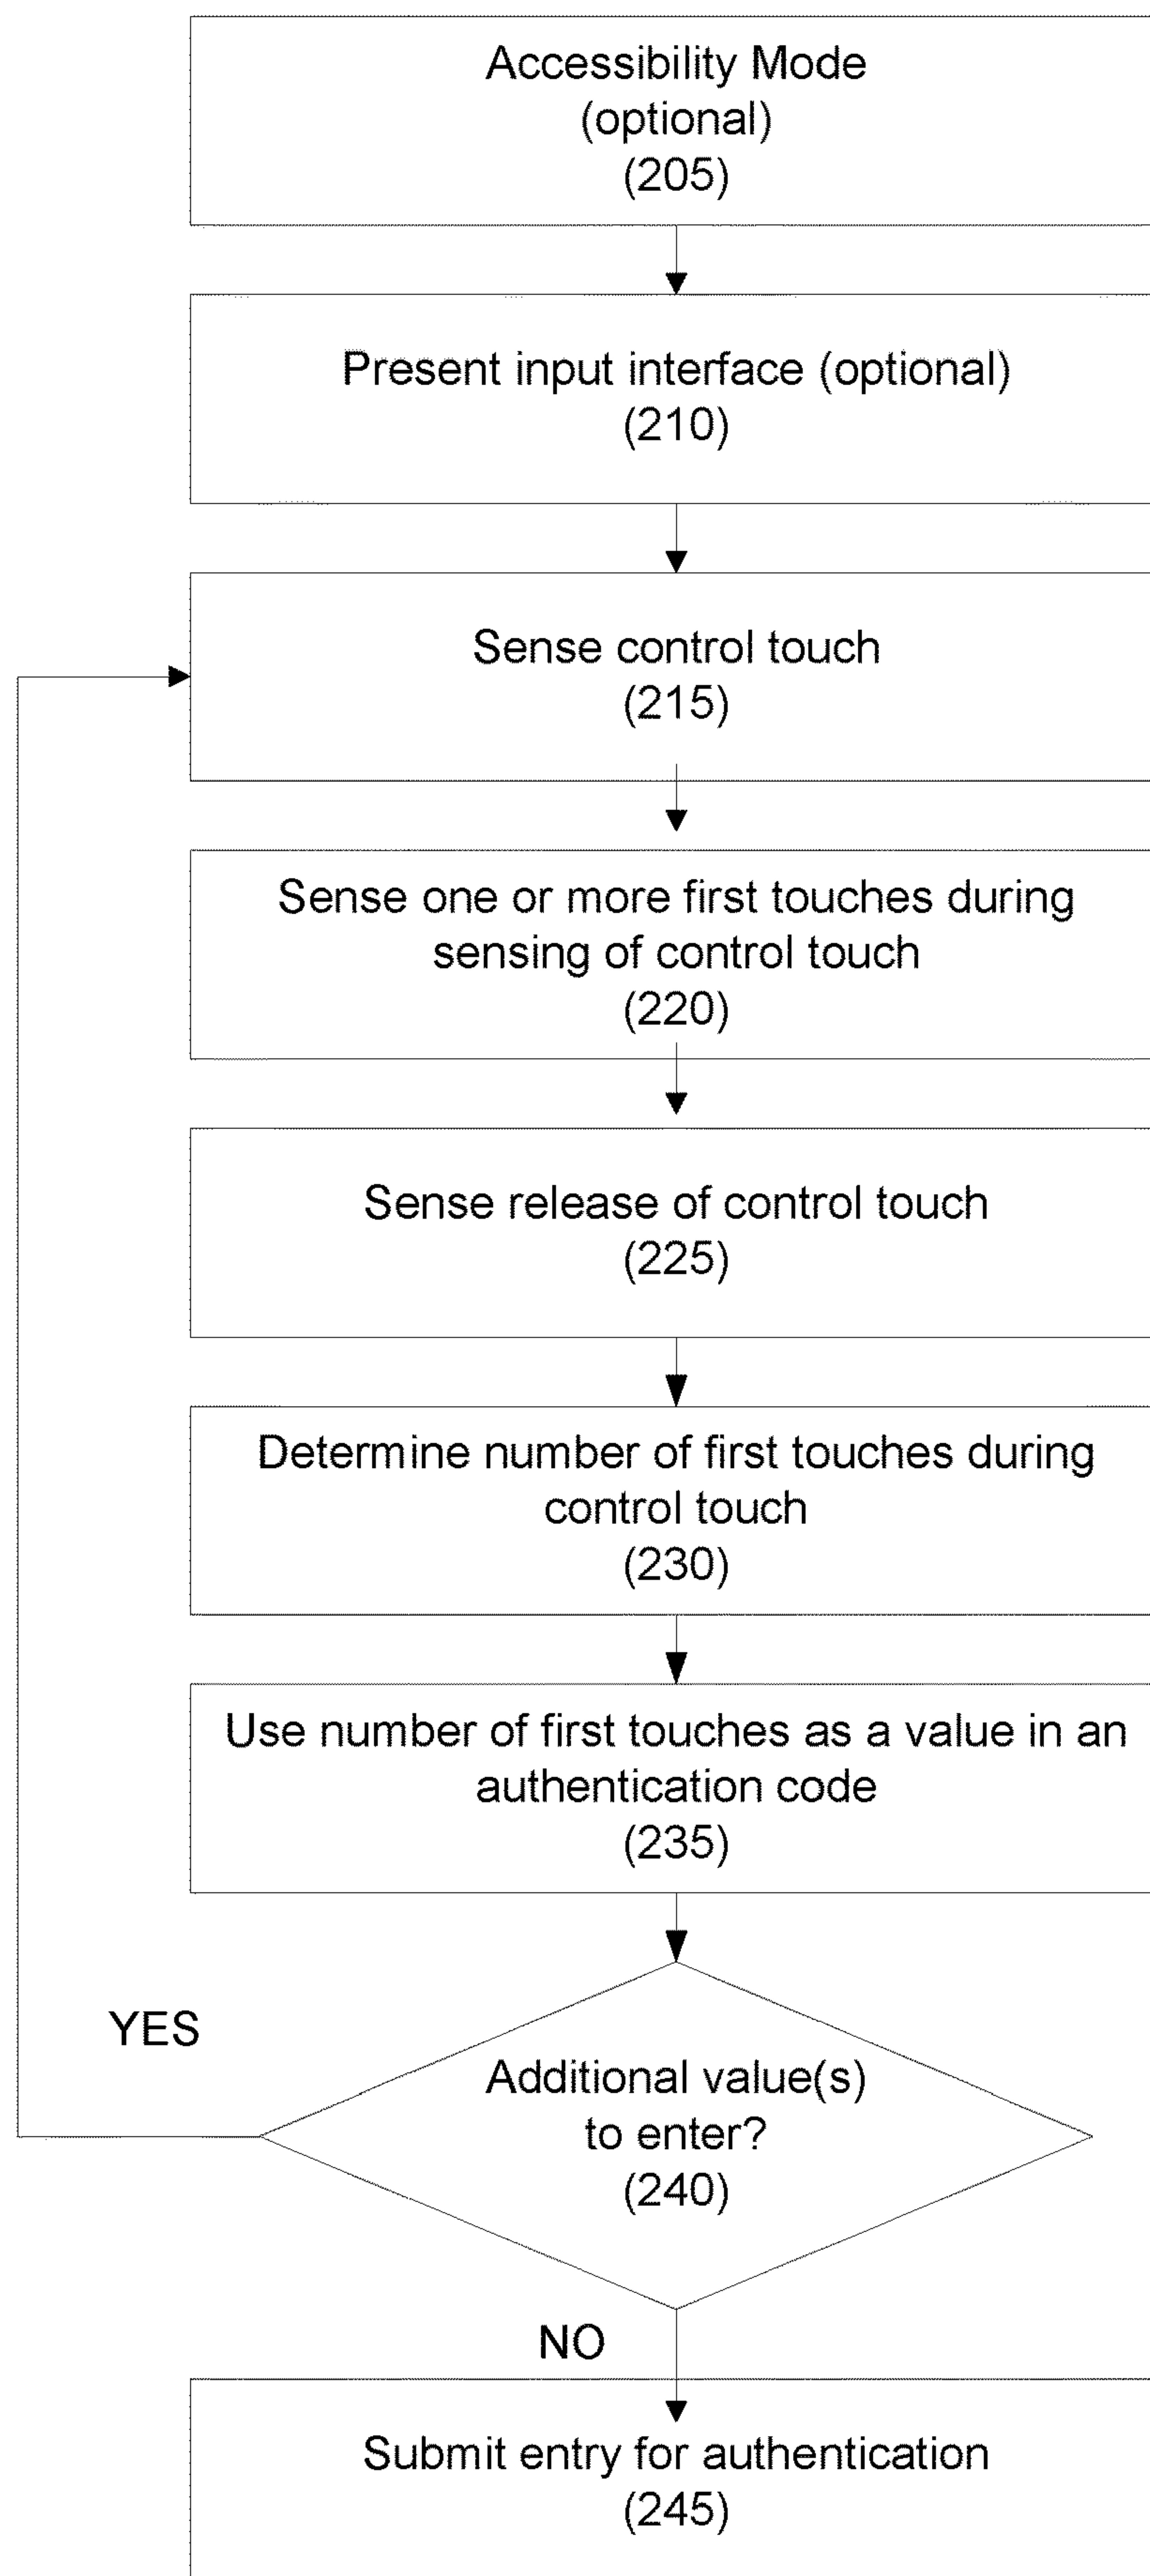 Accessibility Mode
(optional)
(205)
Present input interface (optional)
(210)
Sense control touch
(215)
Sense one or more first touches during
sensing of control touch
(220)
Sense release of control touch
(225)
Determine number of first touches during
control touch
(230)
Use number of first touches as a value in an
authentication code
(235)
YES
Additional value(s)
to enter?
(240)
NO
Submit entry for authentication
(245)